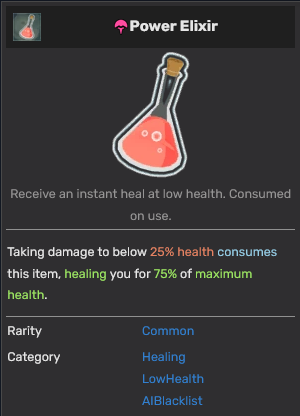 Power Elixir
Receive an instant heal at low health. Consumed
on use.
Taking damage to below 25% health consumes
this item, healing you for 75% of maximum
health.
Rarity Common
Category Healing
LowHealth
AIBlacklist